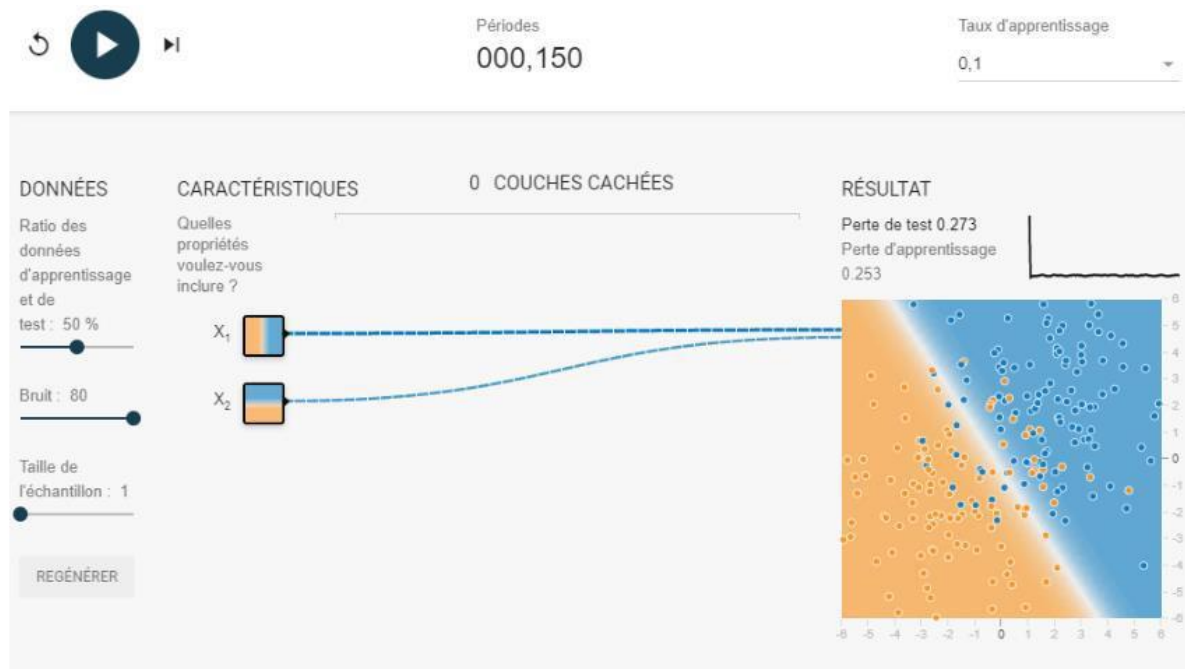 Périodes
000,150
Taux d'apprentissage
0,1
DONNÉES
Ratio des
données
d'apprentissage
et de
test : 50 %
Bruit : 80
Taille de
l'échantillon : 1
REGÉNÉRER
CARACTÉRISTIQUES
Quelles
propriétés
voulez-vous
inclure ?
X1
X2
0 COUCHES CACHÉES
RÉSULTAT
Perte de test 0.273
Perte d'apprentissage
0.253
6
5
4
3
2
1
0
-1
-2
-3
-4
-5
-6
-6 -5 -4 -3 -2 -1 0 1 2 3 4 5 6